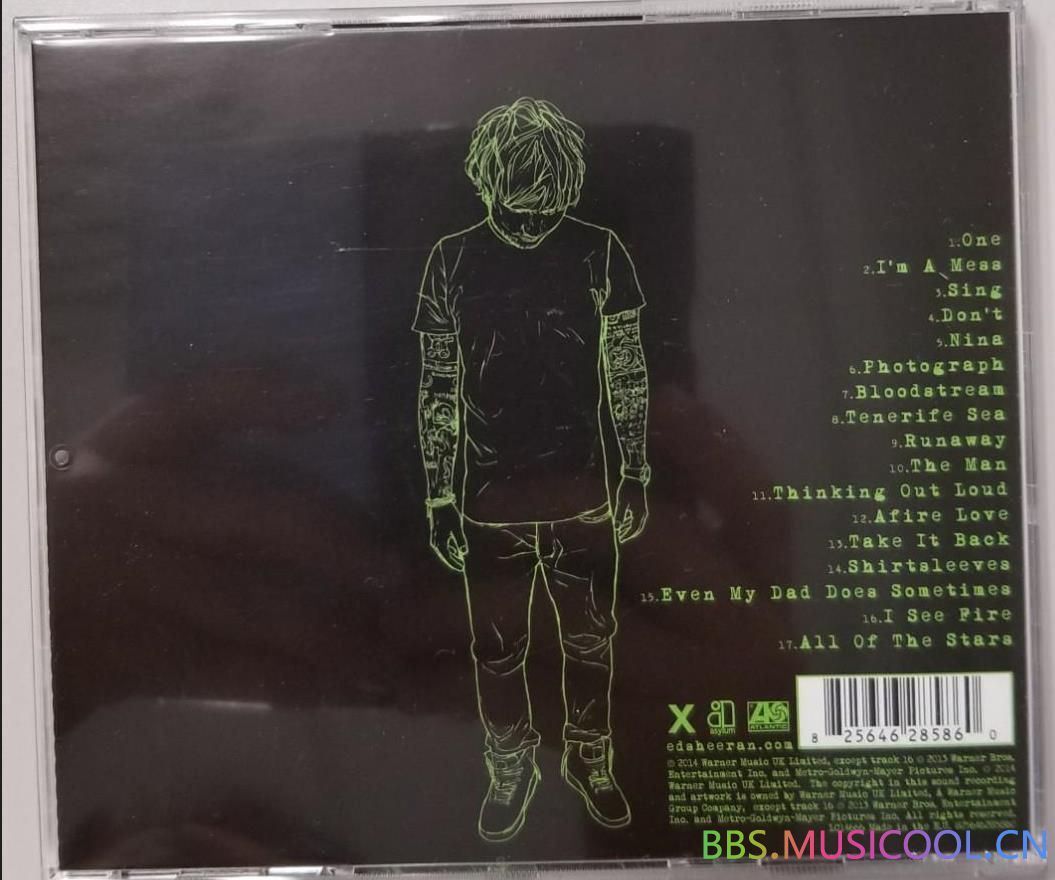 1.One
2.I'm A Mess
3.Sing
4.Don't
5.Nina
6.Photograph
7.Bloodstream
8.Tenerife Sea
9.Runaway
10.The Man
11.Thinking Out Loud
12.Afire Love
13.Take It Back
14.Shirtsleeves
15.Even My Dad Does Sometimes
16.I See Fire
17.All Of The Stars
X asylum ATLANTIC
8 25646 28586 0
edsheeran.com
℗ 2014 Warner Music UK Limited, except track 16 ℗ 2013 Warner Bros.
Entertainment Inc. and Metro-Goldwyn-Mayer Pictures Inc. © 2014
Warner Music UK Limited. The copyright in this sound recording
and artwork is owned by Warner Music UK Limited, A Warner Music
Group Company, except track 16 © 2013 Warner Bros. Entertainment
Inc. and Metro-Goldwyn-Mayer Pictures Inc. All rights reserved.
Made in the E.U.
BBS.MUSICOOL.CN